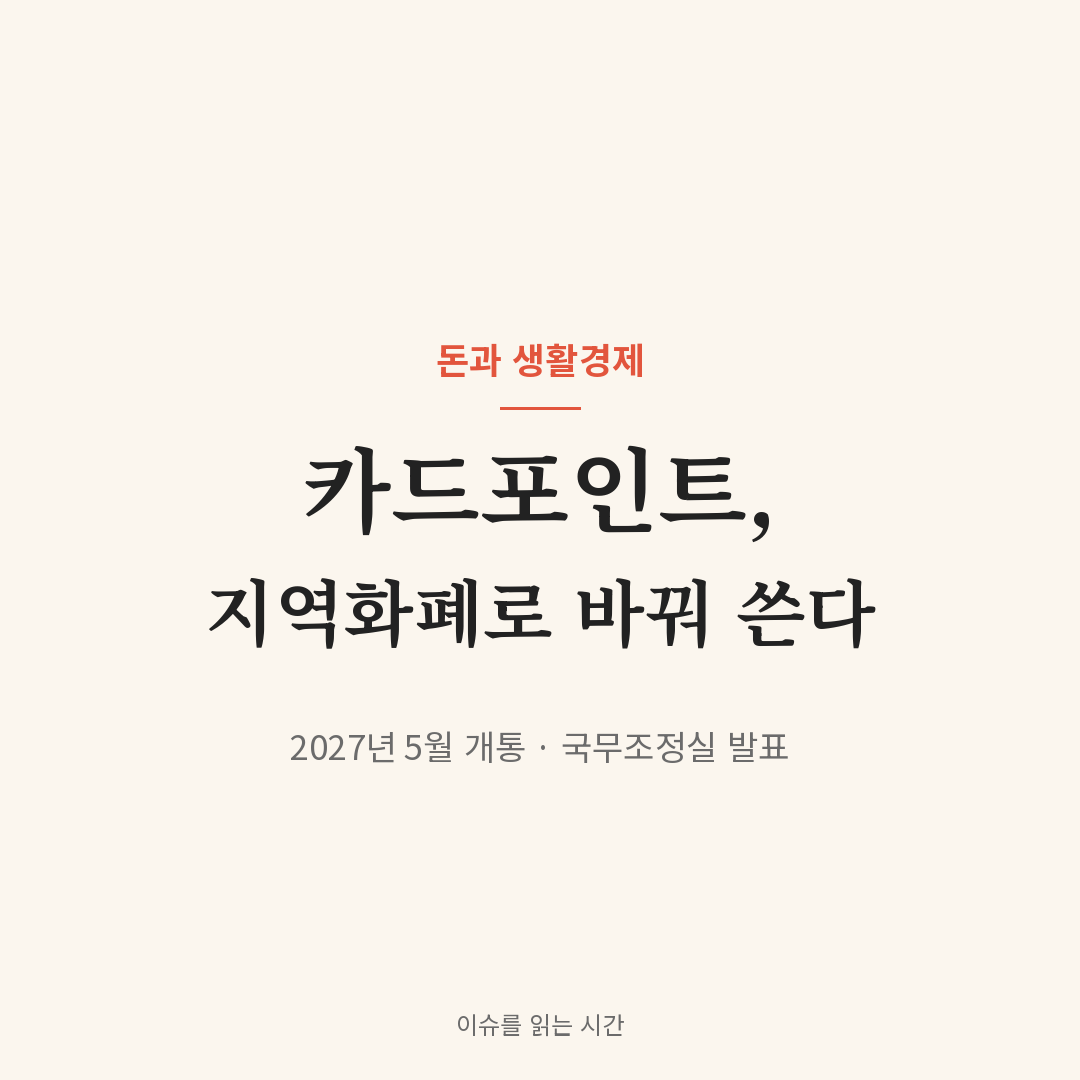 돈과 생활경제
카드포인트,
지역화폐로 바꿔 쓴다
2027년 5월 개통 · 국무조정실 발표
이슈를 읽는 시간